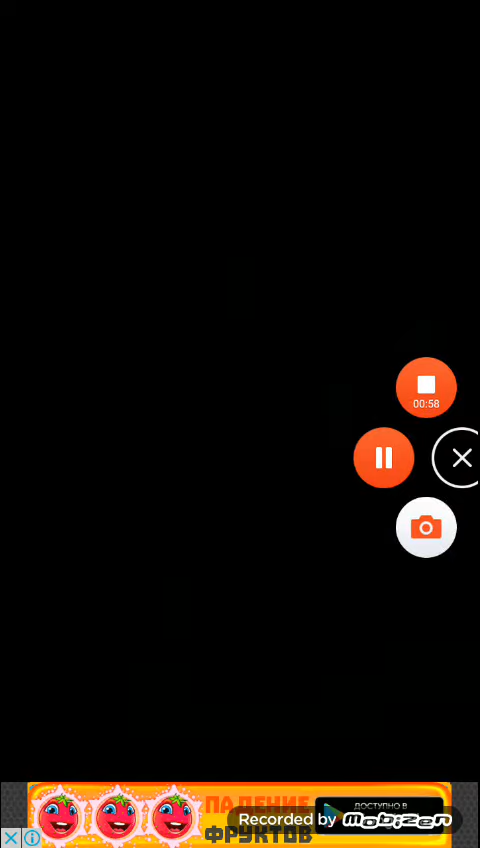 00:58
ПАДЕНИЕ
ДОСТУПНО В
Recorded by MOBIZEN
ФРУКТОВ